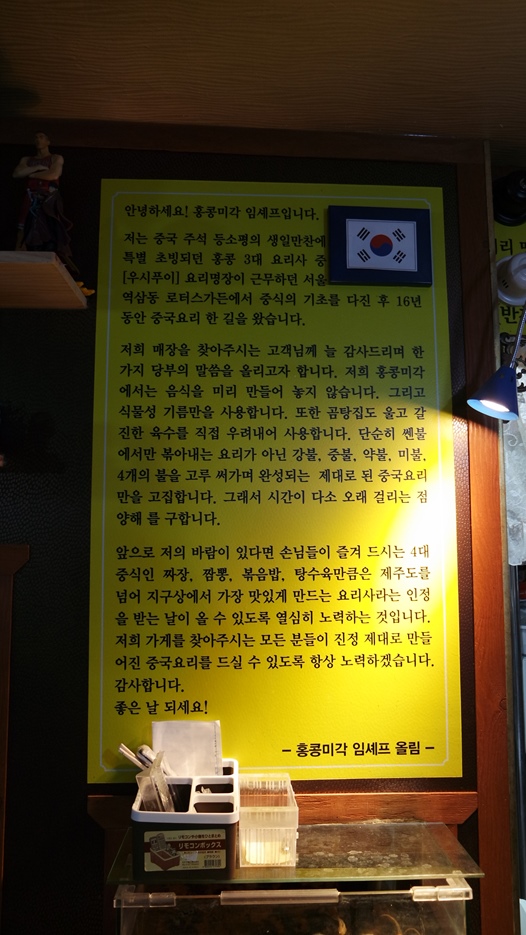 안녕하세요! 홍콩미각 임셰프입니다.
저는 중국 주석 등소평의 생일만찬에
특별 초빙되던 홍콩 3대 요리사 중
[우시푸이] 요리명장이 근무하던 서울
역삼동 로터스가든에서 중식의 기초를 다진 후 16년
동안 중국요리 한 길을 왔습니다.
저희 매장을 찾아주시는 고객님께 늘 감사드리며 한
가지 당부의 말씀을 올리고자 합니다. 저희 홍콩미각
에서는 음식을 미리 만들어 놓지 않습니다. 그리고
식물성 기름만을 사용합니다. 또한 곰탕집도 울고 갈
진한 육수를 직접 우려내어 사용합니다. 단순히 쎈불
에서만 볶아내는 요리가 아닌 강불, 중불, 약불, 미불,
4개의 불을 고루 써가며 완성되는 제대로 된 중국요리
만을 고집합니다. 그래서 시간이 다소 오래 걸리는 점
양해 를 구합니다.
앞으로 저의 바람이 있다면 손님들이 즐겨 드시는 4대
중식인 짜장, 짬뽕, 볶음밥, 탕수육만큼은 제주도를
넘어 지구상에서 가장 맛있게 만드는 요리사라는 인정
을 받는 날이 올 수 있도록 열심히 노력하는 것입니다.
저희 가게를 찾아주시는 모든 분들이 진정 제대로 만들
어진 중국요리를 드실 수 있도록 항상 노력하겠습니다.
감사합니다.
좋은 날 되세요!
- 홍콩미각 임셰프 올림 -
リモコンボックス